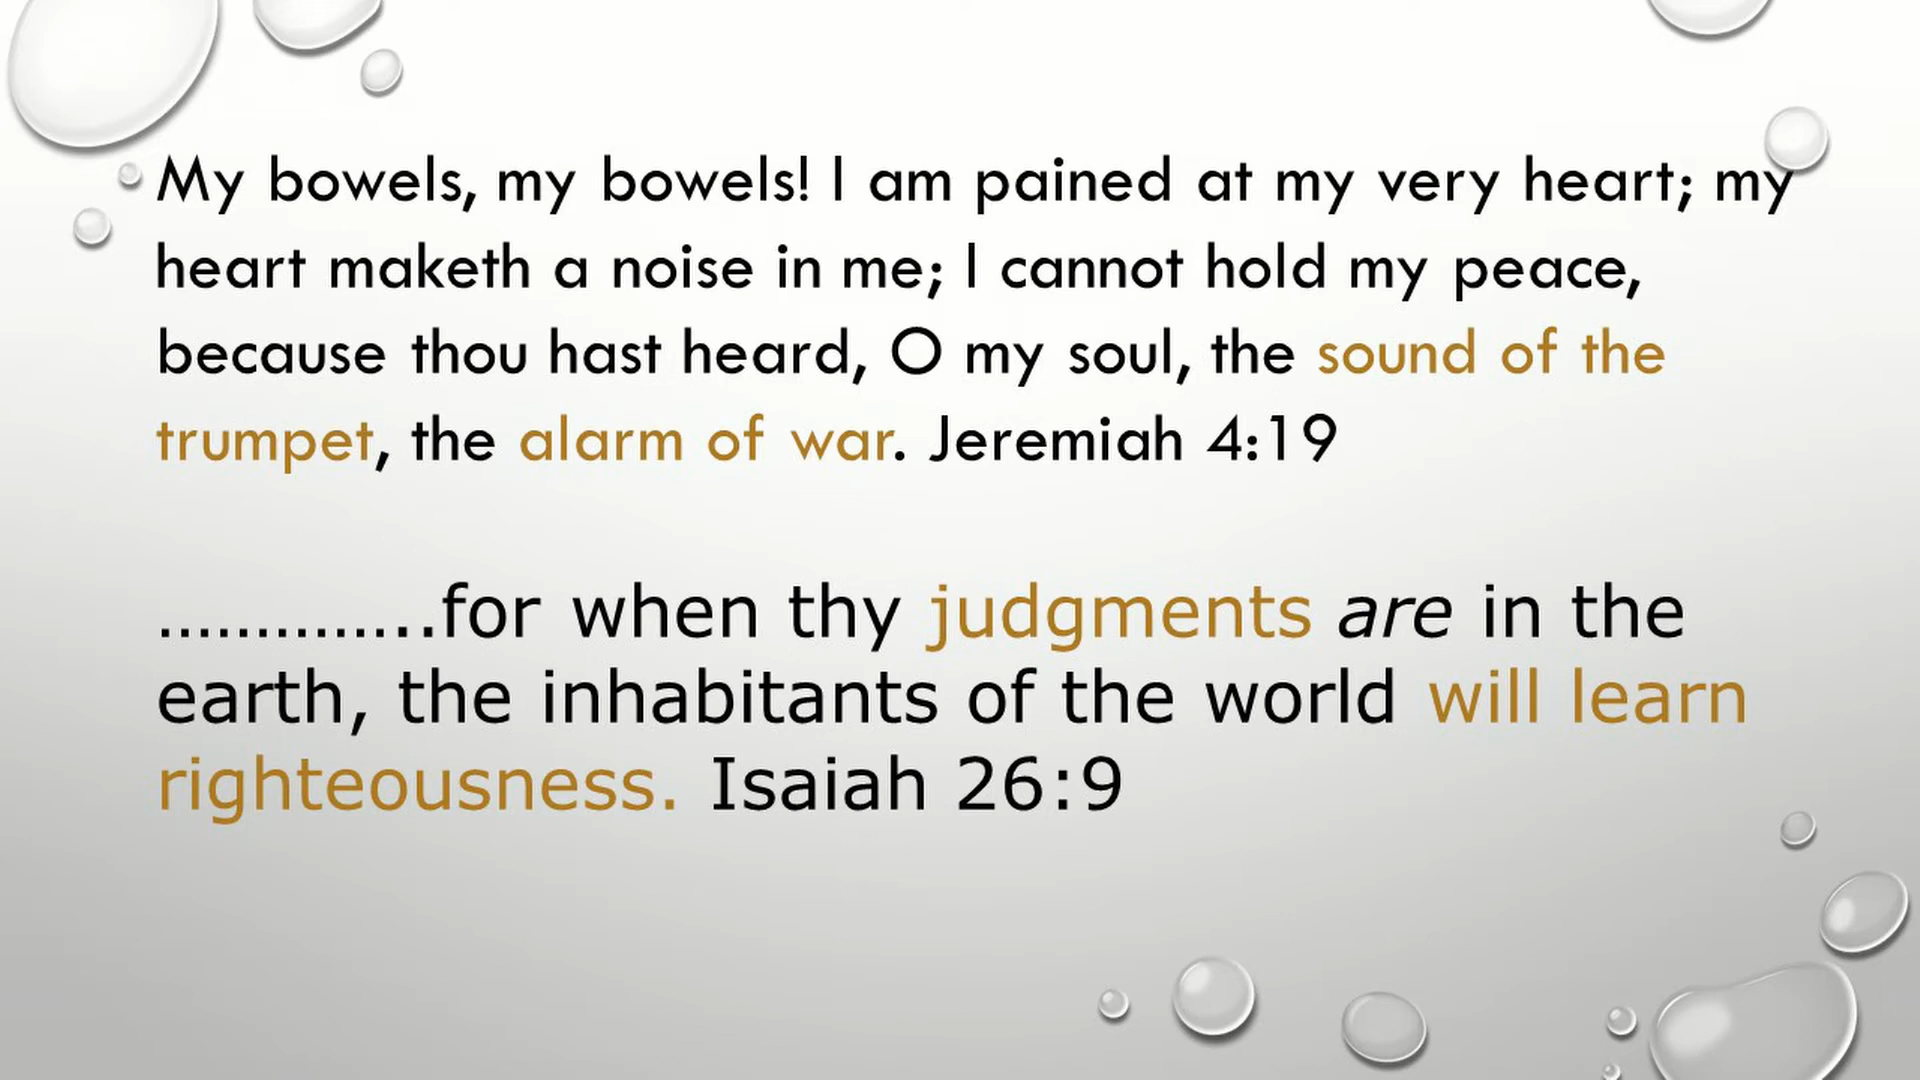 My bowels, my bowels! I am pained at my very heart; my
heart maketh a noise in me; I cannot hold my peace,
because thou hast heard, O my soul, the sound of the
trumpet, the alarm of war. Jeremiah 4:19
…………..for when thy judgments are in the
earth, the inhabitants of the world will learn
righteousness. Isaiah 26:9